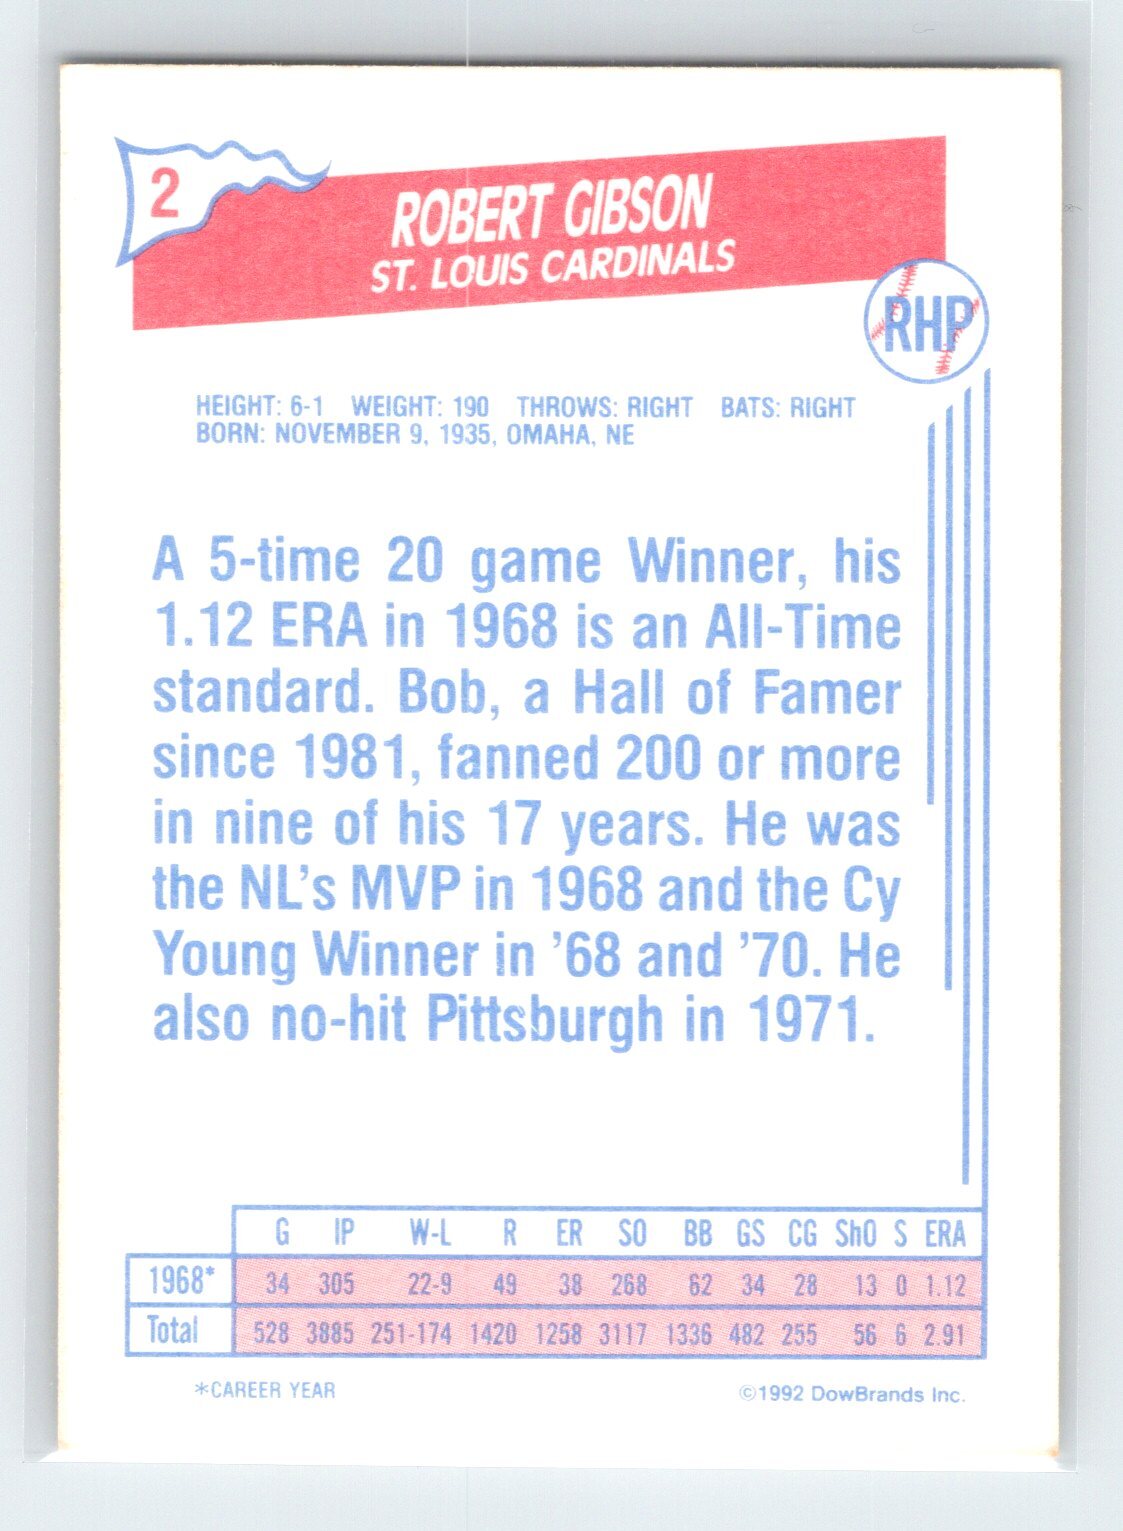 2
ROBERT GIBSON
ST. LOUIS CARDINALS
RHP
HEIGHT: 6-1 WEIGHT: 190 THROWS: RIGHT BATS: RIGHT
BORN: NOVEMBER 9, 1935, OMAHA, NE
A 5-time 20 game Winner, his
1.12 ERA in 1968 is an All-Time
standard. Bob, a Hall of Famer
since 1981, fanned 200 or more
in nine of his 17 years. He was
the NL's MVP in 1968 and the Cy
Young Winner in '68 and '70. He
also no-hit Pittsburgh in 1971.
G IP W-L R ER SO BB GS CG ShO S ERA
1968* 34 305 22-9 49 38 268 62 34 28 13 0 1.12
Total 528 3885 251-174 1420 1258 3117 1336 482 255 56 6 2.91
*CAREER YEAR
©1992 DowBrands Inc.